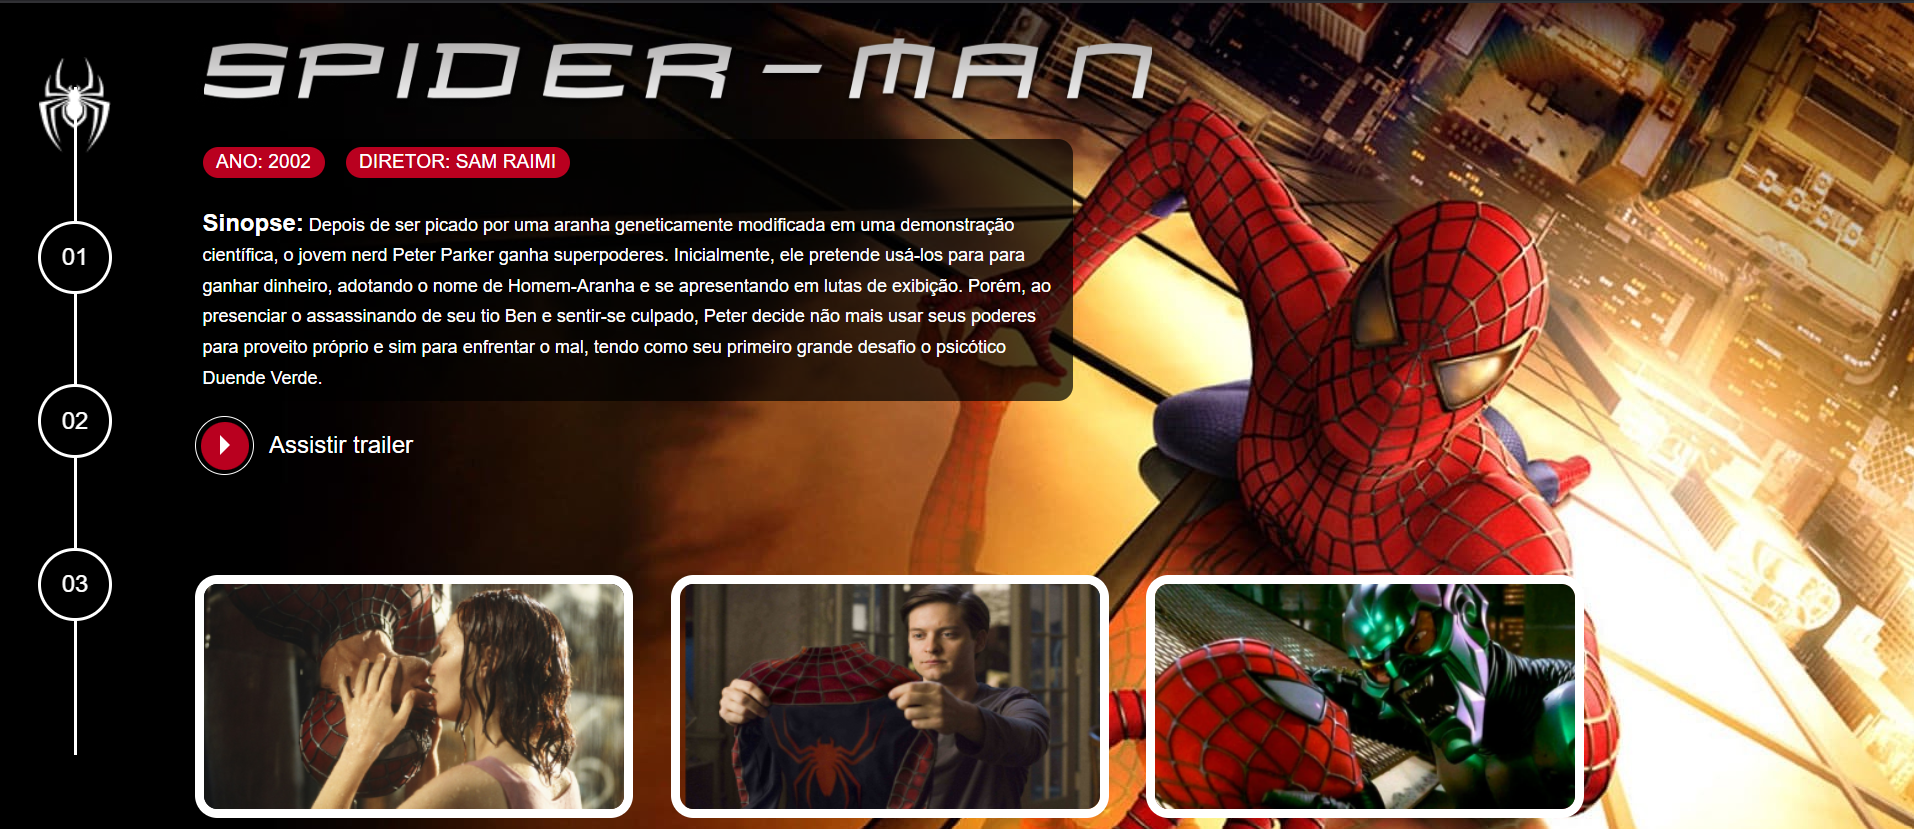 SPIDER-MAN
ANO: 2002 DIRETOR: SAM RAIMI
Sinopse: Depois de ser picado por uma aranha geneticamente modificada em uma demonstração
científica, o jovem nerd Peter Parker ganha superpoderes. Inicialmente, ele pretende usá-los para para
ganhar dinheiro, adotando o nome de Homem-Aranha e se apresentando em lutas de exibição. Porém, ao
presenciar o assassinando de seu tio Ben e sentir-se culpado, Peter decide não mais usar seus poderes
para proveito próprio e sim para enfrentar o mal, tendo como seu primeiro grande desafio o psicótico
Duende Verde.
Assistir trailer
01
02
03